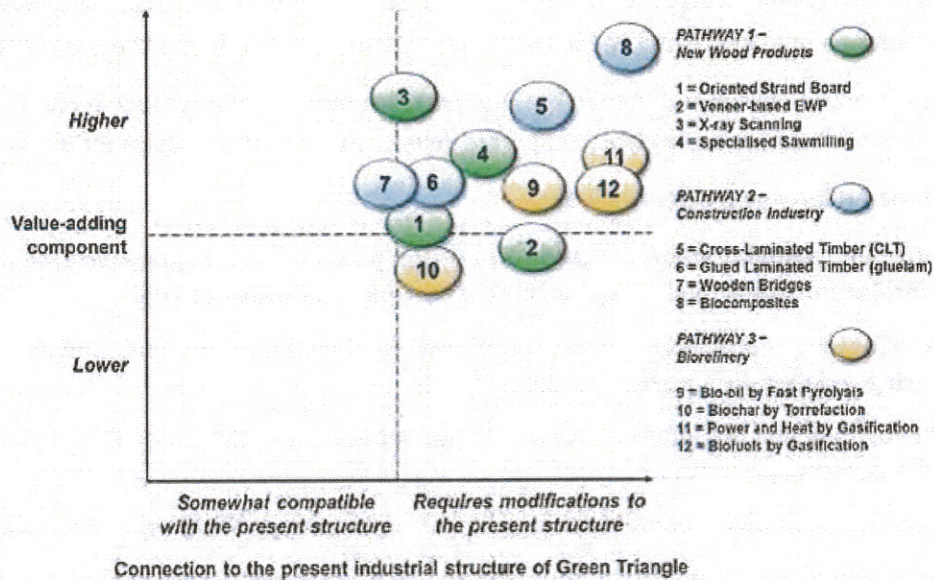 8
PATHWAY 1–
New Wood Products
3
5
1 = Oriented Strand Board
Higher
2 = Veneer-based EWP
3 = X-ray Scanning
4
11
4 = Specialised Sawmilling
7
6
9
12
PATHWAY 2–
Construction Industry
1
Value-adding
component
2
5 = Cross-Laminated Timber (CLT)
10
6 = Glued Laminated Timber (gluelam)
7 = Wooden Bridges
8 = Biocomposites
PATHWAY 3–
Biorefinery
Lower
9 = Bio-oil by Fast Pyrolysis
10 = Biochar by Torrefaction
11 = Power and Heat by Gasification
12 = Biofuels by Gasification
Somewhat compatible
with the present structure
Requires modifications to
the present structure
Connection to the present industrial structure of Green Triangle